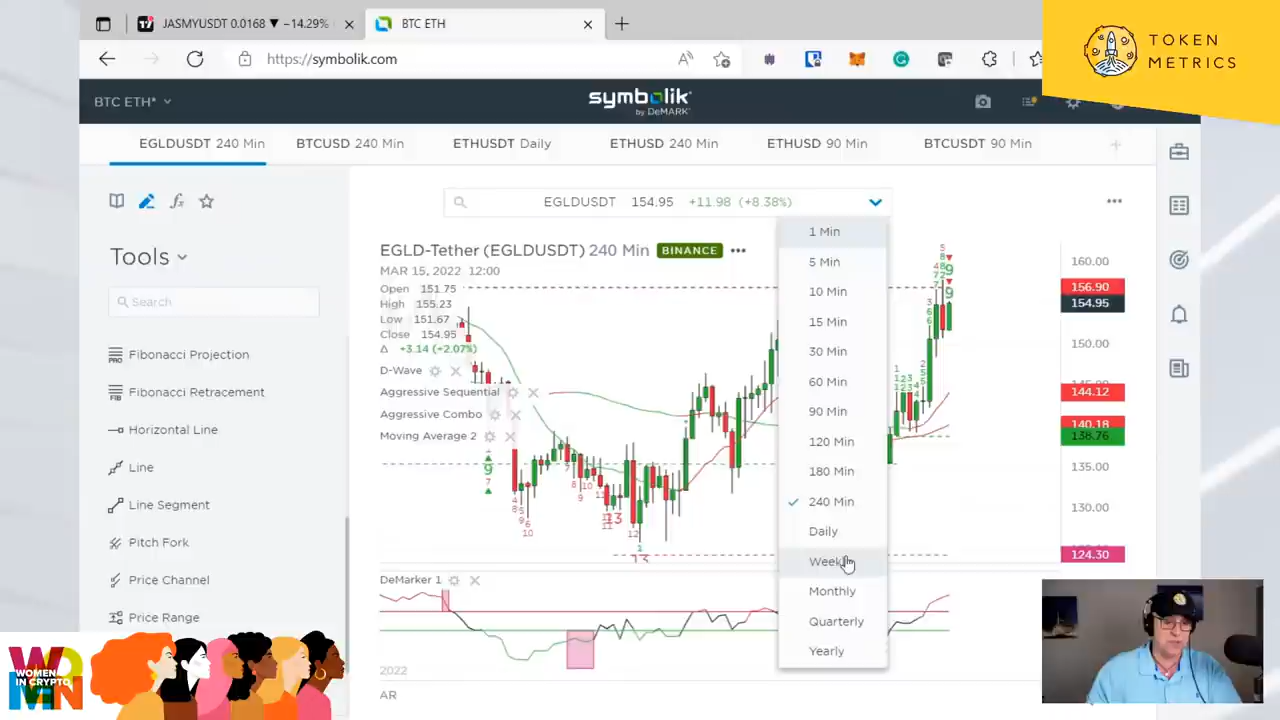 JASMYUSDT 0.0168 ▼ −14.29%
BTC ETH
TOKEN METRICS
https://symbolik.com
BTC ETH*
symbolik
by DeMARK
EGLDUSDT 240 Min
BTCUSD 240 Min
ETHUSDT Daily
ETHUSD 240 Min
ETHUSD 90 Min
BTCUSDT 90 Min
EGLDUSDT 154.95 +11.98 (+8.38%)
Tools
Search
Fibonacci Projection
Fibonacci Retracement
Horizontal Line
Line
Line Segment
Pitch Fork
Price Channel
Price Range
EGLD-Tether (EGLDUSDT) 240 Min BINANCE
MAR 15, 2022 12:00
Open 151.75
High 155.23
Low 151.67
Close 154.95
Δ +3.14 (+2.07%)
D-Wave
Aggressive Sequential
Aggressive Combo
Moving Average 2
1 Min
5 Min
10 Min
15 Min
30 Min
60 Min
90 Min
120 Min
180 Min
240 Min
Daily
Monthly
Quarterly
Yearly
160.00
156.90
154.95
150.00
144.12
140.18
138.76
135.00
130.00
124.30
DeMarker 1
2022
AR
WOMEN
WOMEN
IN CRYPTO